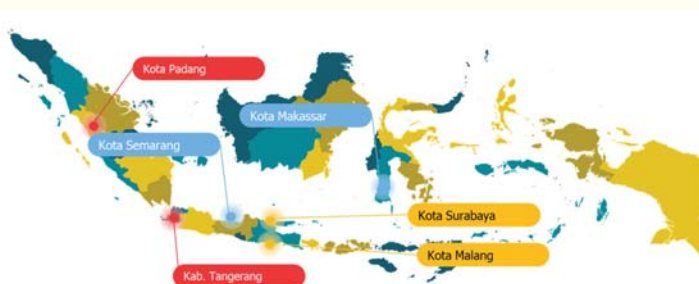 Kota Padang
Kota Makassar
Kota Semarang
Kota Surabaya
Kota Malang
Kab. Tangerang